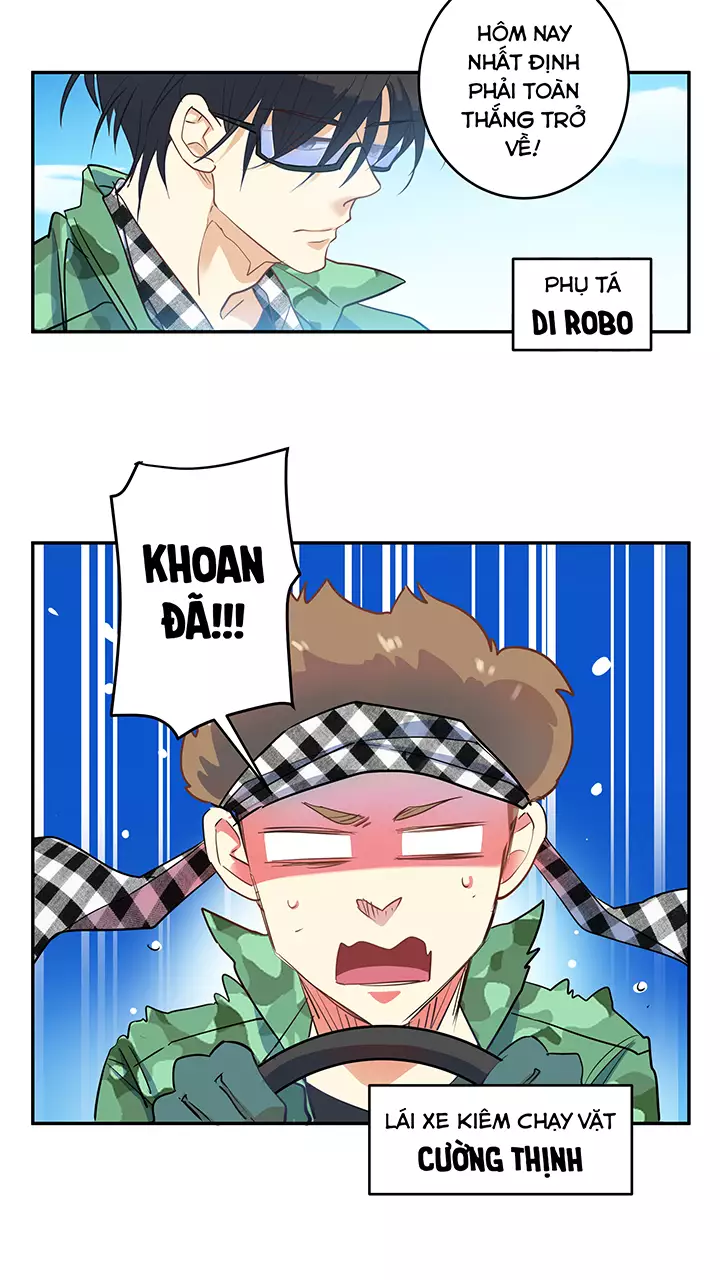 HÔM NAY
NHẤT ĐỊNH
PHẢI TOÀN
THẮNG TRỞ
VỀ!
PHỤ TÁ
DI ROBO
KHOAN
ĐÃ!!!
LÁI XE KIÊM CHẠY VẶT
CƯỜNG THỊNH